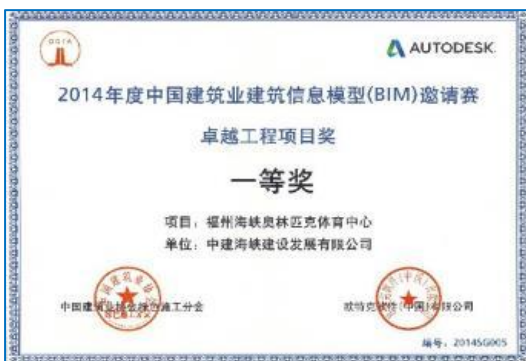 AUTODESK
2014年度中国建筑业建筑信息模型(BIM)邀请赛
卓越工程项目奖
一等奖
项目：福州海峡奥林匹克体育中心
单位：中建海峡建设发展有限公司
中国建筑业协会 施工分会
欧特克软件(中国)有限公司
编号：2014SG005